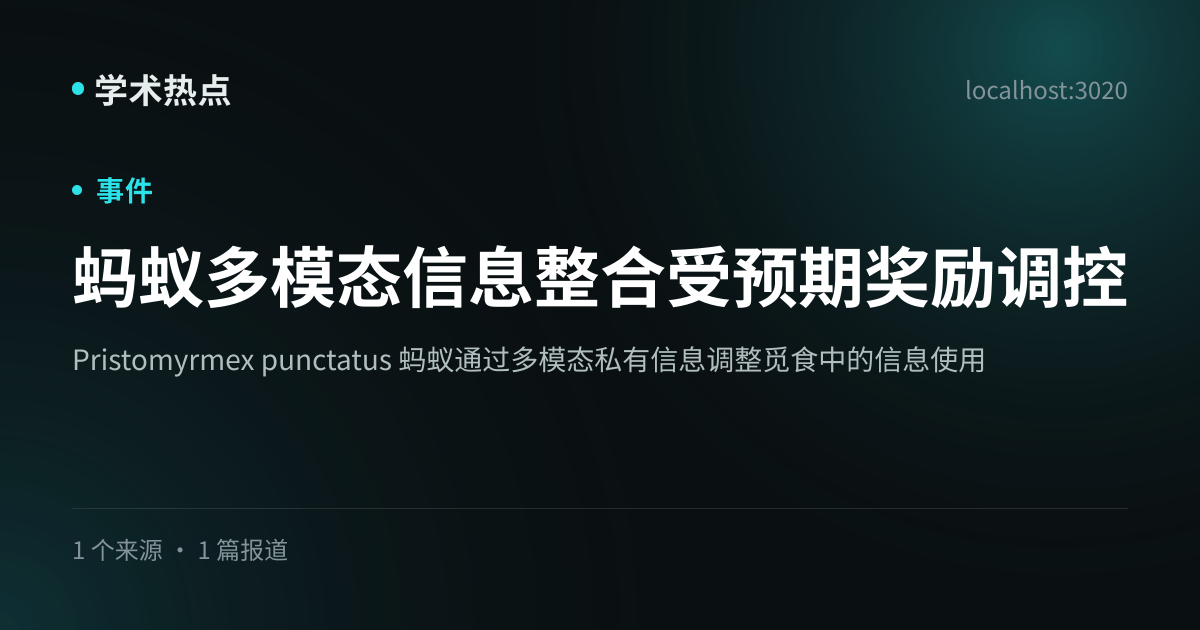 学术热点
localhost:3020
事件
蚂蚁多模态信息整合受预期奖励调控
Pristomyrmex punctatus 蚂蚁通过多模态私有信息调整觅食中的信息使用
1 个来源 · 1 篇报道